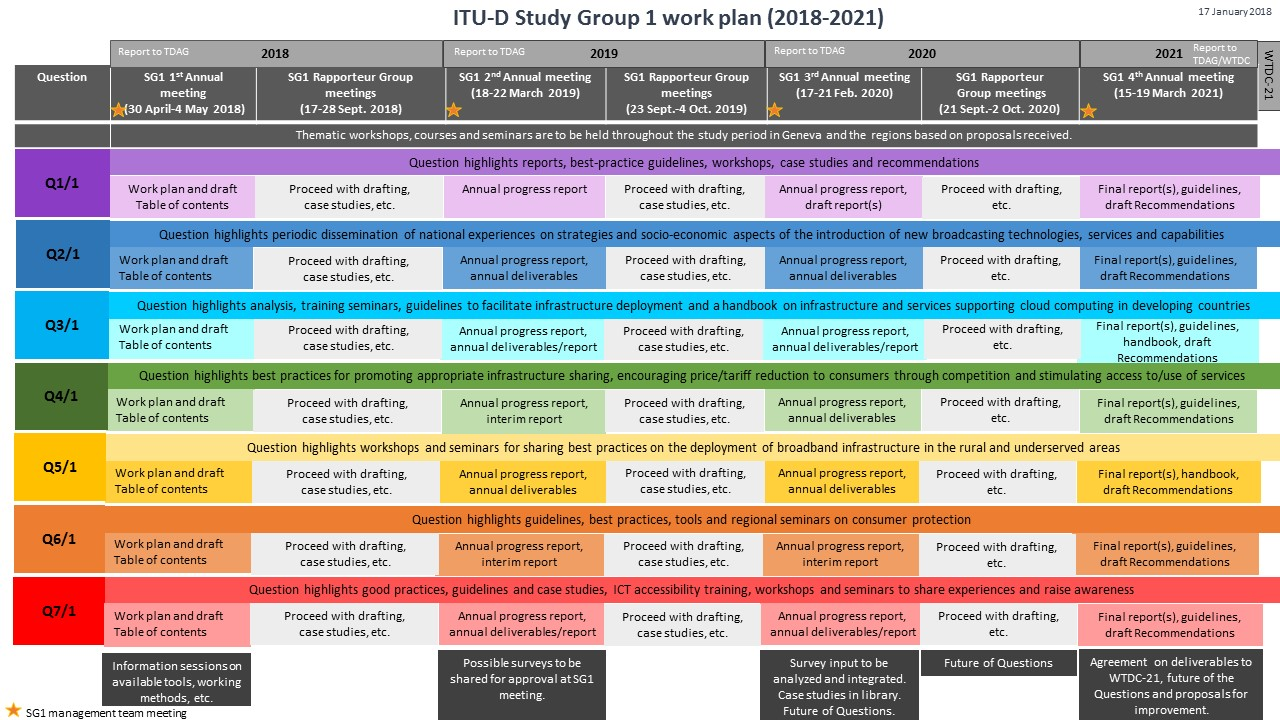 ITU-D Study Group 1 work plan (2018-2021)
17 January 2018
Report to TDAG
2018
Report to TDAG
2019
Report to TDAG
2020
2021
Report to
TDAG/WTDC
WTDC-21
Question
SG1 1st Annual
meeting
(30 April-4 May 2018)
SG1 Rapporteur Group
meetings
(17-28 Sept. 2018)
SG1 2nd Annual meeting
(18-22 March 2019)
SG1 Rapporteur Group
meetings
(23 Sept.-4 Oct. 2019)
SG1 3rd Annual meeting
(17-21 Feb. 2020)
SG1 Rapporteur
Group meetings
(21 Sept.-2 Oct. 2020)
SG1 4th Annual meeting
(15-19 March 2021)
Thematic workshops, courses and seminars are to be held throughout the study period in Geneva and the regions based on proposals received.
Q1/1
Question highlights reports, best-practice guidelines, workshops, case studies and recommendations
Work plan and draft
Table of contents
Proceed with drafting,
case studies, etc.
Annual progress report
Proceed with drafting,
case studies, etc.
Annual progress report,
draft report(s)
Proceed with drafting,
etc.
Final report(s), guidelines,
draft Recommendations
Q2/1
Question highlights periodic dissemination of national experiences on strategies and socio-economic aspects of the introduction of new broadcasting technologies, services and capabilities
Work plan and draft
Table of contents
Proceed with drafting,
case studies, etc.
Annual progress report,
annual deliverables
Proceed with drafting,
case studies, etc.
Annual progress report,
annual deliverables
Proceed with drafting,
etc.
Final report(s), guidelines,
draft Recommendations
Q3/1
Question highlights analysis, training seminars, guidelines to facilitate infrastructure deployment and a handbook on infrastructure and services supporting cloud computing in developing countries
Work plan and draft
Table of contents
Proceed with drafting,
case studies, etc.
Annual progress report,
annual deliverables/report
Proceed with drafting,
case studies, etc.
Annual progress report,
annual deliverables/report
Proceed with drafting,
etc.
Final report(s), guidelines,
handbook, draft
Recommendations
Q4/1
Question highlights best practices for promoting appropriate infrastructure sharing, encouraging price/tariff reduction to consumers through competition and stimulating access to/use of services
Work plan and draft
Table of contents
Proceed with drafting,
case studies, etc.
Annual progress report,
interim report
Proceed with drafting,
case studies, etc.
Annual progress report,
annual deliverables
Proceed with drafting,
etc.
Final report(s), guidelines,
draft Recommendations
Q5/1
Question highlights workshops and seminars for sharing best practices on the deployment of broadband infrastructure in the rural and underserved areas
Work plan and draft
Table of contents
Proceed with drafting,
case studies, etc.
Annual progress report,
annual deliverables
Proceed with drafting,
case studies, etc.
Annual progress report,
annual deliverables
Proceed with drafting,
etc.
Final report(s), handbook,
draft Recommendations
Q6/1
Question highlights guidelines, best practices, tools and regional seminars on consumer protection
Work plan and draft
Table of contents
Proceed with drafting,
case studies, etc.
Annual progress report,
interim report
Proceed with drafting,
case studies, etc.
Annual progress report,
interim report
Proceed with drafting,
etc.
Final report(s), guidelines,
draft Recommendations
Q7/1
Question highlights good practices, guidelines and case studies, ICT accessibility training, workshops and seminars to share experiences and raise awareness
Work plan and draft
Table of contents
Proceed with drafting,
case studies, etc.
Annual progress report,
annual deliverables/report
Proceed with drafting,
case studies, etc.
Annual progress report,
annual deliverables/report
Proceed with drafting,
etc.
Final report(s), guidelines,
draft Recommendations
Information sessions on
available tools, working
methods, etc.
Possible surveys to be
shared for approval at SG1
meeting.
Survey input to be
analyzed and integrated.
Case studies in library.
Future of Questions.
Future of Questions
Agreement on deliverables to
WTDC-21, future of the
Questions and proposals for
improvement.
SG1 management team meeting